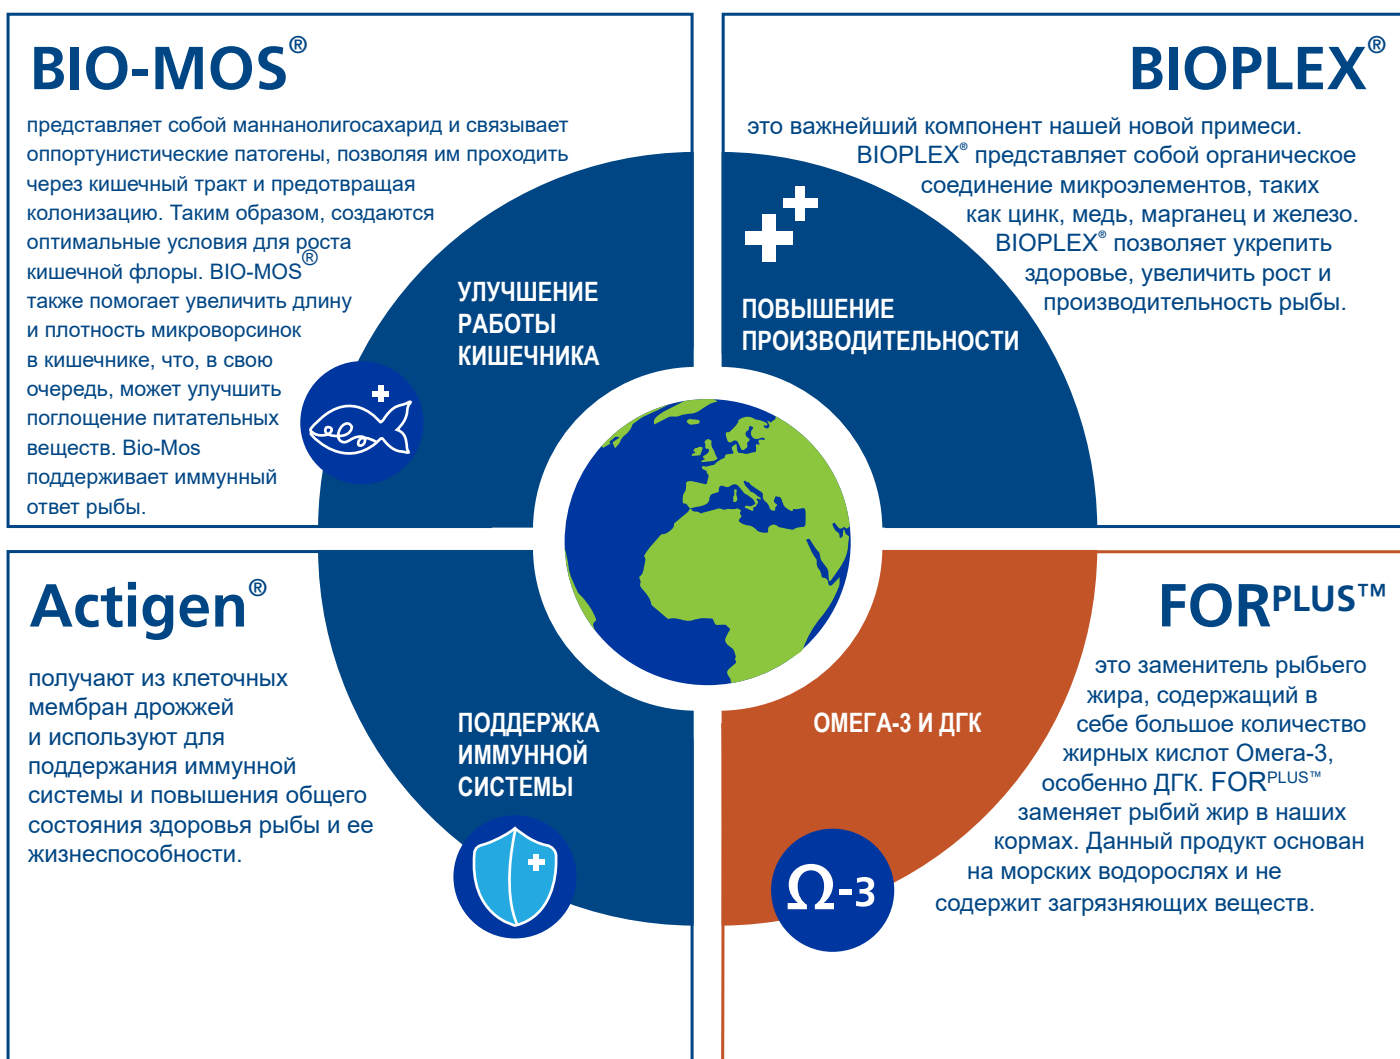 BIO-MOS®
представляет собой маннанолигосахарид и связывает
оппортунистические патогены, позволяя им проходить
через кишечный тракт и предотвращая
колонизацию. Таким образом, создаются
оптимальные условия для роста
кишечной флоры. BIO-MOS®
также помогает увеличить длину
и плотность микроворсинок
в кишечнике, что, в свою
очередь, может улучшить
поглощение питательных
веществ. Bio-Mos
поддерживает иммунный
ответ рыбы.
УЛУЧШЕНИЕ
РАБОТЫ
КИШЕЧНИКА
BIOPLEX®
это важнейший компонент нашей новой примеси.
BIOPLEX® представляет собой органическое
соединение микроэлементов, таких
как цинк, медь, марганец и железо.
BIOPLEX® позволяет укрепить
здоровье, увеличить рост и
производительность рыбы.
ПОВЫШЕНИЕ
ПРОИЗВОДИТЕЛЬНОСТИ
Actigen®
получают из клеточных
мембран дрожжей
и используют для
поддержания иммунной
системы и повышения общего
состояния здоровья рыбы и ее
жизнеспособности.
ПОДДЕРЖКА
ИММУННОЙ
СИСТЕМЫ
FORPLUS™
это заменитель рыбьего
жира, содержащий в
себе большое количество
жирных кислот Омега-3,
особенно ДГК. FORPLUS™
заменяет рыбий жир в наших
кормах. Данный продукт основан
на морских водорослях и не
содержит загрязняющих веществ.
ОМЕГА-3 И ДГК
Ω-3